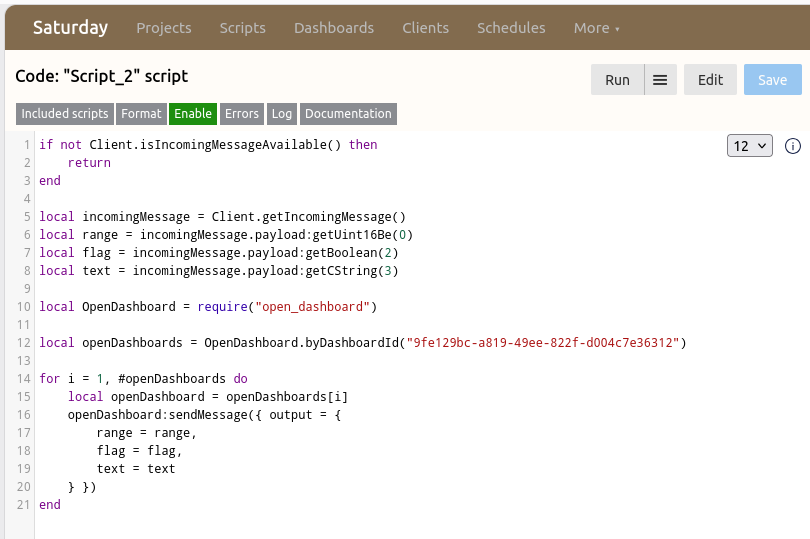 Saturday Projects Scripts Dashboards Clients Schedules More ▾
Code: "Script_2" script Run ≡ Edit Save
Included scripts Format Enable Errors Log Documentation
1 if not Client.isIncomingMessageAvailable() then 12
2     return
3 end
4
5 local incomingMessage = Client.getIncomingMessage()
6 local range = incomingMessage.payload:getUint16Be(0)
7 local flag = incomingMessage.payload:getBoolean(2)
8 local text = incomingMessage.payload:getCString(3)
9
10 local OpenDashboard = require("open_dashboard")
11
12 local openDashboards = OpenDashboard.byDashboardId("9fe129bc-a819-49ee-822f-d004c7e36312")
13
14 for i = 1, #openDashboards do
15     local openDashboard = openDashboards[i]
16     openDashboard:sendMessage({ output = {
17         range = range,
18         flag = flag,
19         text = text
20     } })
21 end